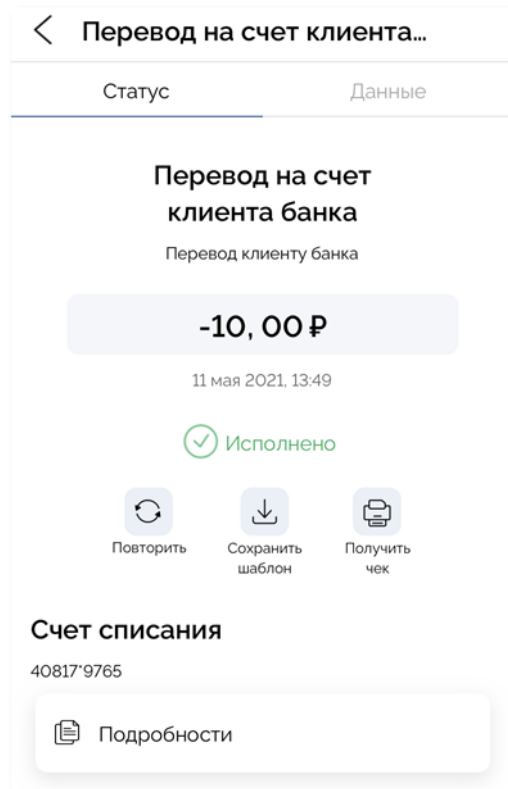 Перевод на счет клиента...
Статус
Данные
Перевод на счет
клиента банка
Перевод клиенту банка
-10, 00 ₽
11 мая 2021, 13:49
Исполнено
Повторить
Сохранить
шаблон
Получить
чек
Счет списания
40817*9765
Подробности